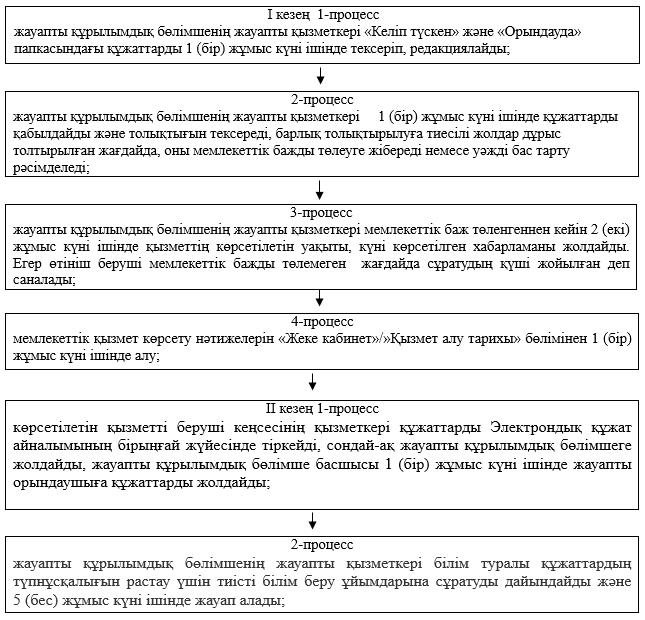 І кезең  1-процесс
жауапты құрылымдық бөлімшенің жауапты қызметкері «Келіп түскен» және «Орындауда»
папкасындағы құжаттарды 1 (бір) жұмыс күні ішінде тексеріп, редакциялайды;
2-процесс
жауапты құрылымдық бөлімшенің жауапты қызметкері     1 (бір) жұмыс күні ішінде құжаттарды
қабылдайды және толықтығын тексереді, барлық толықтырылуға тиесілі жолдар дұрыс
толтырылған жағдайда, оны мемлекеттік бажды төлеуге жібереді немесе уәжді бас тарту
рәсімделеді;
3-процесс
жауапты құрылымдық бөлімшенің жауапты қызметкері мемлекеттік баж төленгеннен кейін 2 (екі)
жұмыс күні ішінде қызметтің көрсетілетін уақыты, күні көрсетілген хабарламаны жолдайды.
Егер өтініш беруші мемлекеттік бажды төлемеген   жағдайда сұратудың күші жойылған деп
саналады;
4-процесс
мемлекеттік қызмет көрсету нәтижелерін «Жеке кабинет»/»Қызмет алу тарихы» бөлімінен 1 (бір)
жұмыс күні ішінде алу;
ІІ кезең 1-процесс
көрсетілетін қызметті беруші кеңсесінің қызметкері құжаттарды Электрондық құжат
айналымының бірыңғай жүйесінде тіркейді, сондай-ақ жауапты құрылымдық бөлімшеге
жолдайды, жауапты құрылымдық бөлімше басшысы 1 (бір) жұмыс күні ішінде жауапты
орындаушыға құжаттарды жолдайды;
2-процесс
жауапты құрылымдық бөлімшенің жауапты қызметкері білім туралы құжаттардың
түпнұсқалығын растау үшін тиісті білім беру ұйымдарына сұратуды дайындайды және
5 (бес) жұмыс күні ішінде жауап алады;